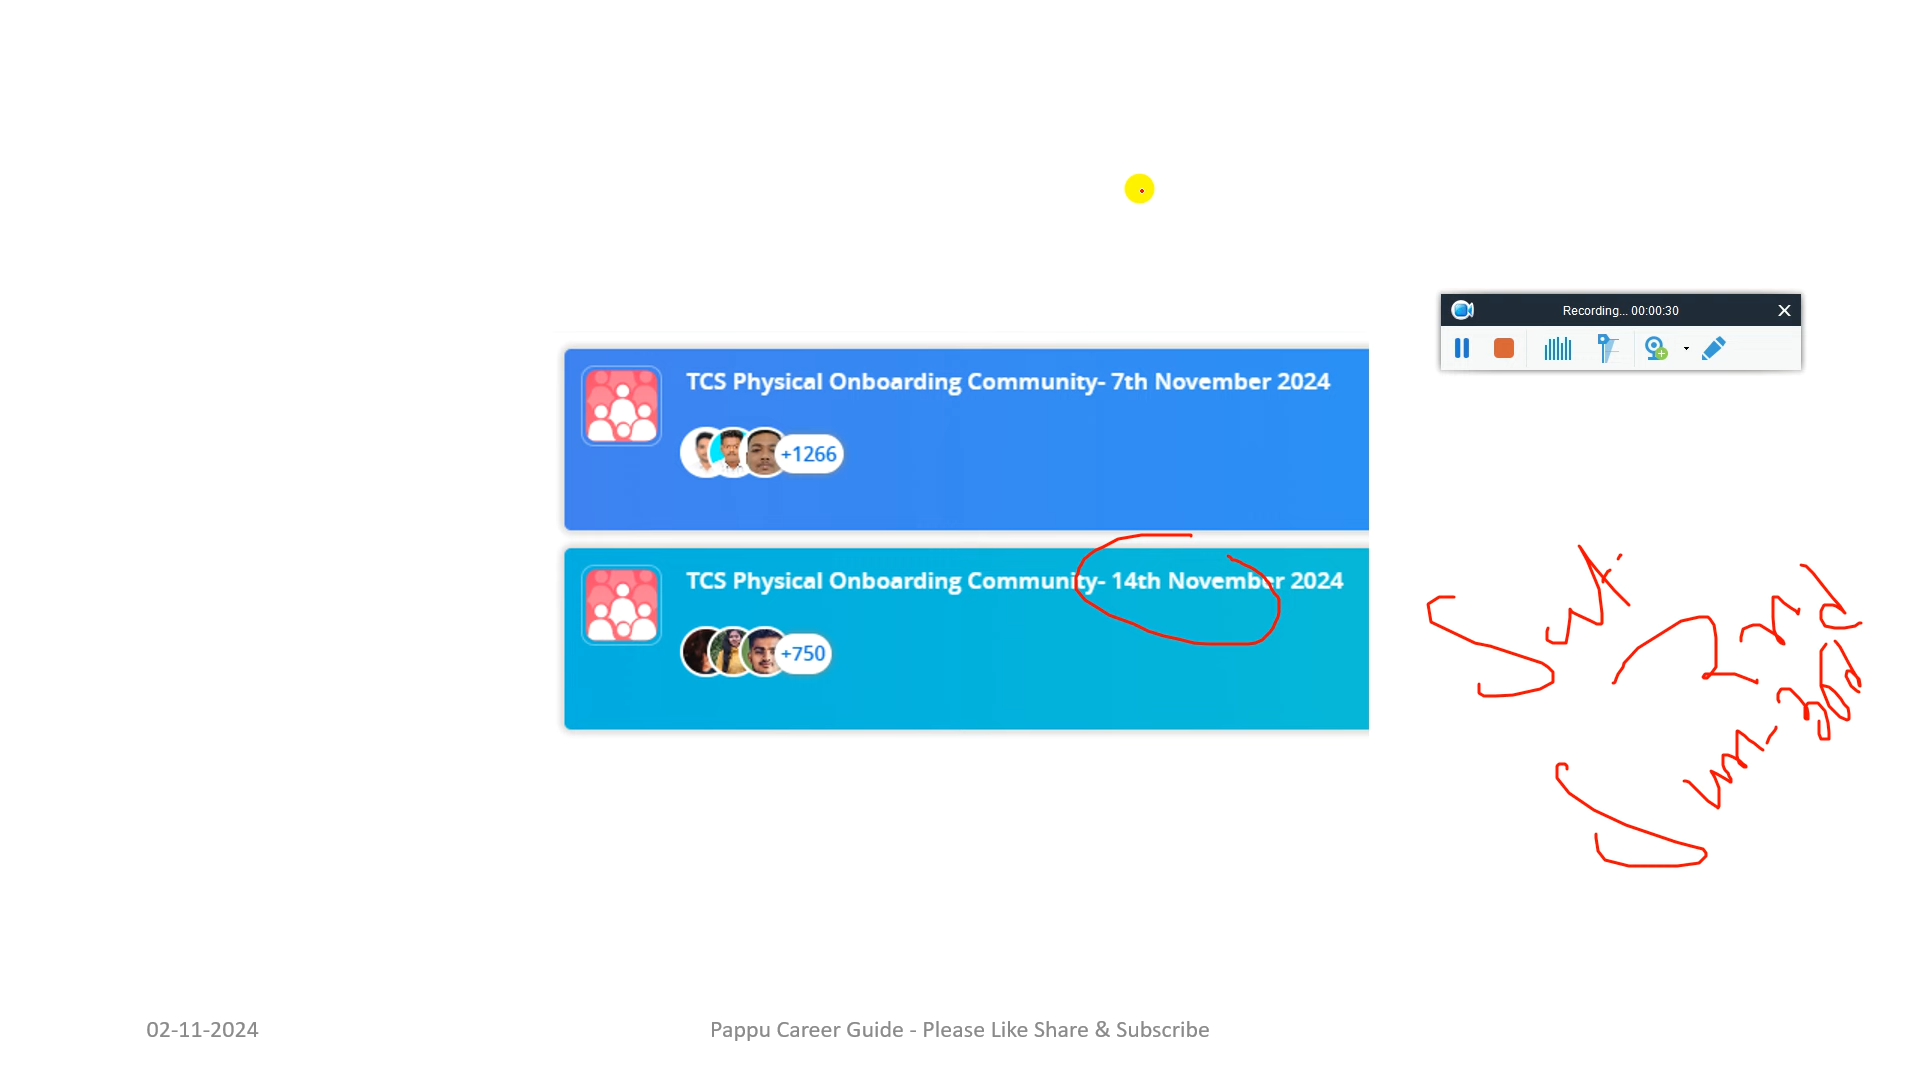 Recording... 00:00:30
TCS Physical Onboarding Community- 7th November 2024
+1266
TCS Physical Onboarding Community- 14th November 2024
+750
2nd
02-11-2024
Pappu Career Guide - Please Like Share & Subscribe